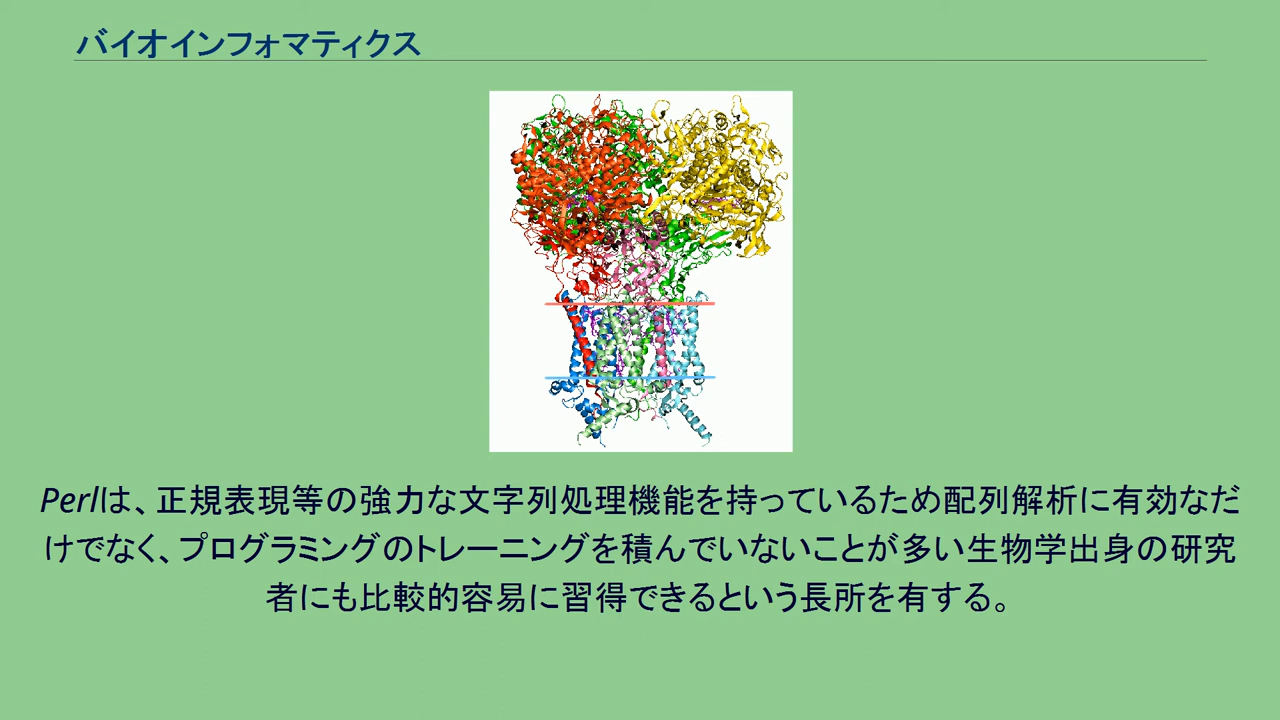 バイオインフォマティクス
Perlは、正規表現等の強力な文字列処理機能を持っているため配列解析に有効なだ
けでなく、プログラミングのトレーニングを積んでいないことが多い生物学出身の研究
者にも比較的容易に習得できるという長所を有する。